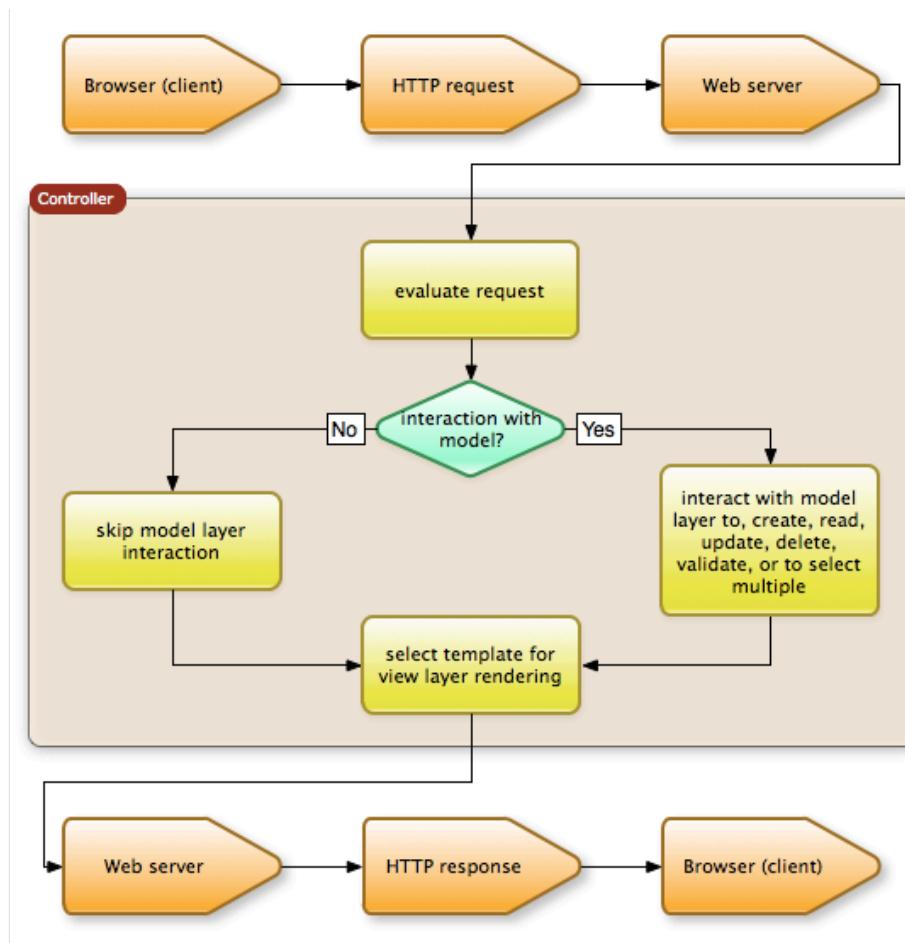 Browser (client)
HTTP request
Web server
Controller
evaluate request
interaction with
model?
No
Yes
skip model layer
interaction
interact with model
layer to, create, read,
update, delete,
validate, or to select
multiple
select template for
view layer rendering
Web server
HTTP response
Browser (client)